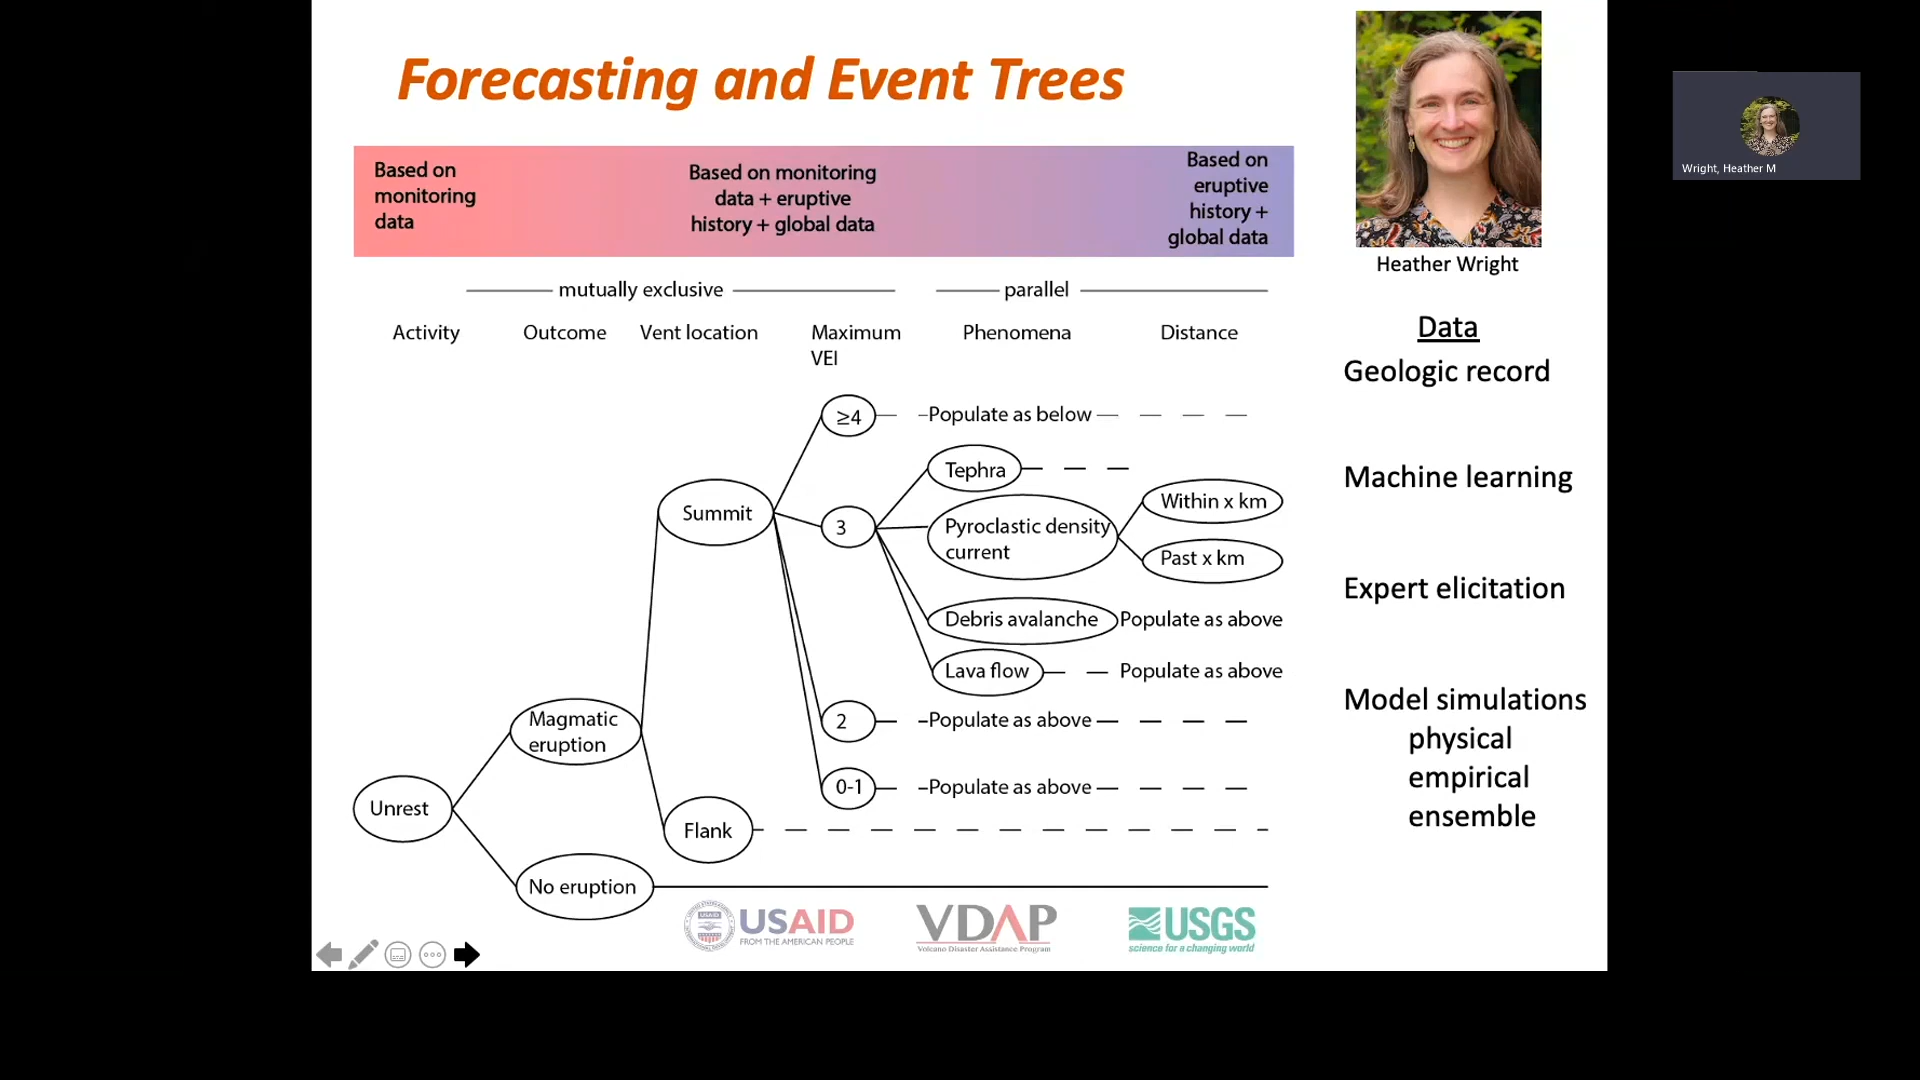 Forecasting and Event Trees
Based on
monitoring
data
Based on monitoring
data + eruptive
history + global data
Based on
eruptive
history +
global data
mutually exclusive
parallel
Activity
Outcome
Vent location
Maximum
VEI
Phenomena
Distance
≥4
Populate as below
Tephra
Summit
3
Pyroclastic density
current
Within x km
Past x km
Debris avalanche
Populate as above
Lava flow
Populate as above
Magmatic
eruption
2
Populate as above
0-1
Populate as above
Unrest
Flank
No eruption
USAID
FROM THE AMERICAN PEOPLE
VDAP
Volcano Disaster Assistance Program
USGS
science for a changing world
Heather Wright
Data
Geologic record
Machine learning
Expert elicitation
Model simulations
physical
empirical
ensemble
Wright, Heather M